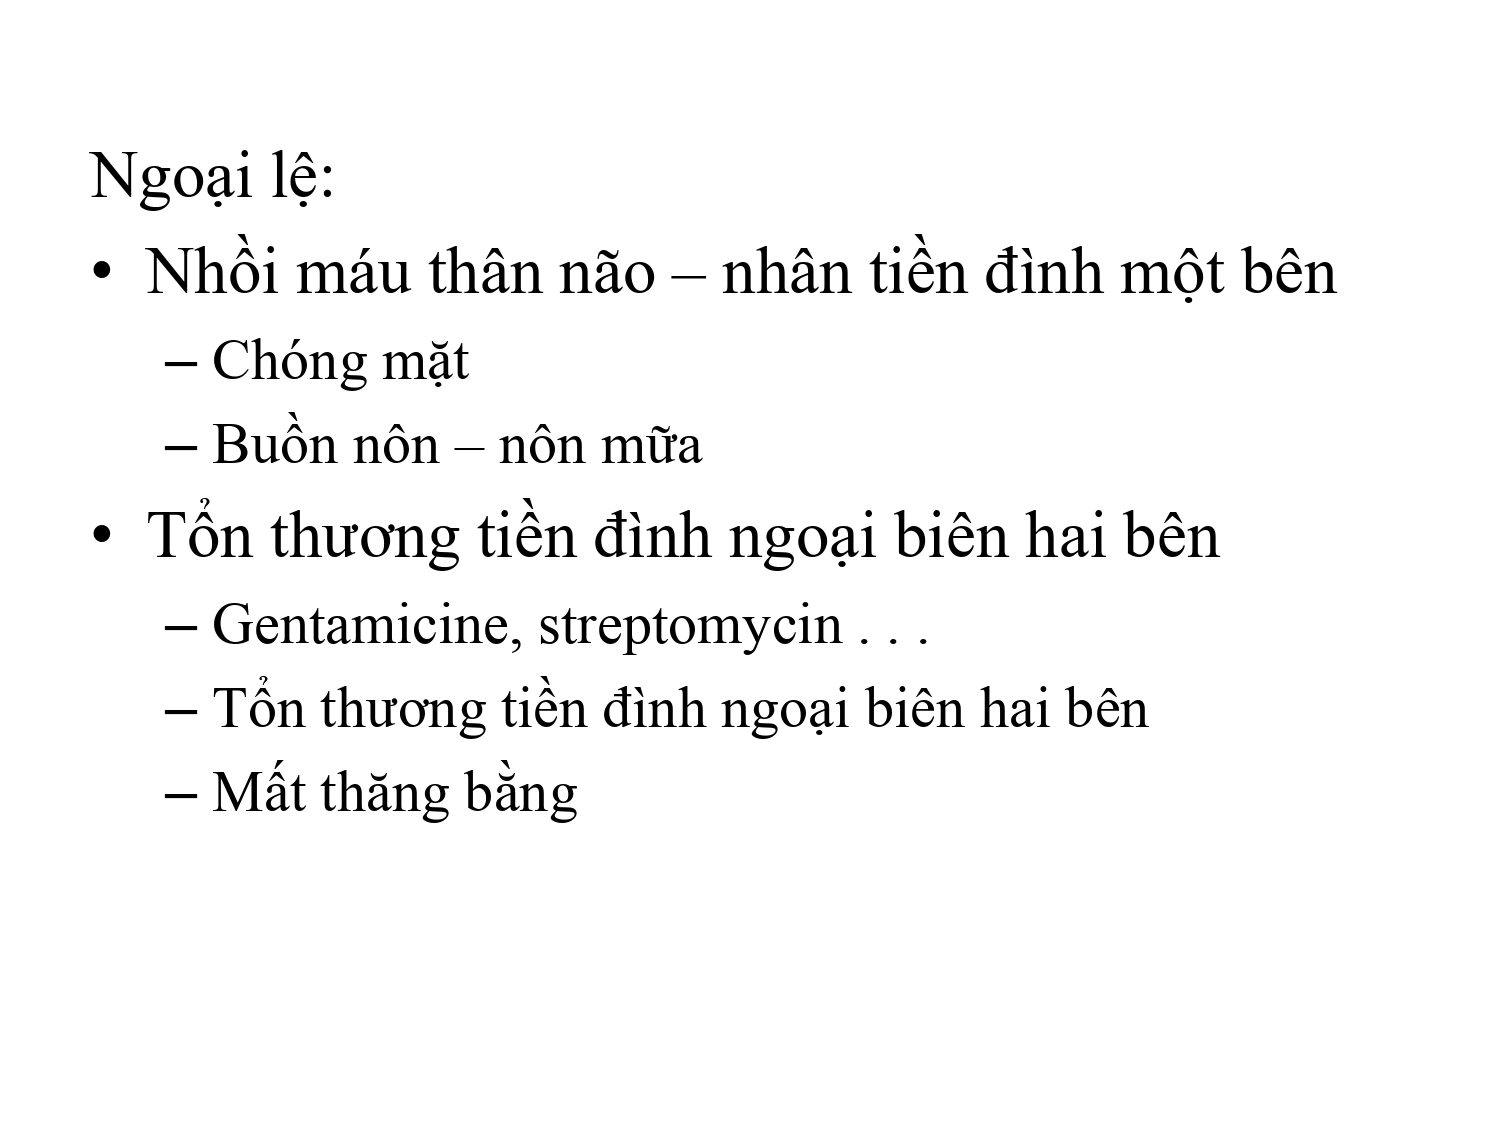 Ngoại lệ:
• Nhồi máu thân não – nhân tiền đình một bên
– Chóng mặt
– Buồn nôn – nôn mữa
• Tổn thương tiền đình ngoại biên hai bên
– Gentamicine, streptomycin . . .
– Tổn thương tiền đình ngoại biên hai bên
– Mất thăng bằng